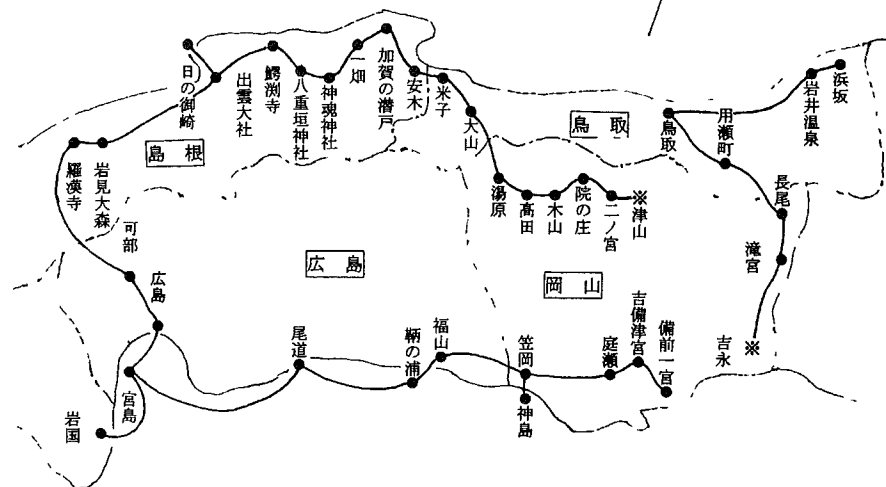 日の御崎
出雲大社
鰐渕寺
八重垣神社
神魂神社
一畑
加賀の潜戸
安木
米子
大山
鳥取
鳥取
用瀬町
岩井温泉
浜坂
島根
羅漢寺
岩見大森
可部
湯原
高田
木山
院の庄
二ノ宮
※津山
長尾
滝宮
広島
岡山
広島
尾道
鞆の浦
福山
笠岡
神島
庭瀬
吉備津宮
備前一宮
吉永
※
宮島
岩国